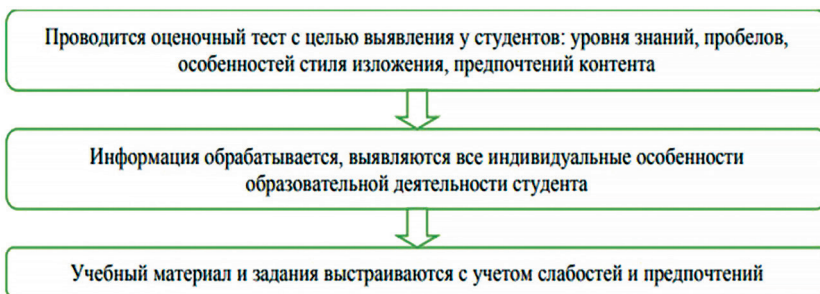 Проводится оценочный тест с целью выявления у студентов: уровня знаний, пробелов,
особенностей стиля изложения, предпочтений контента
Информация обрабатывается, выявляются все индивидуальные особенности
образовательной деятельности студента
Учебный материал и задания выстраиваются с учетом слабостей и предпочтений